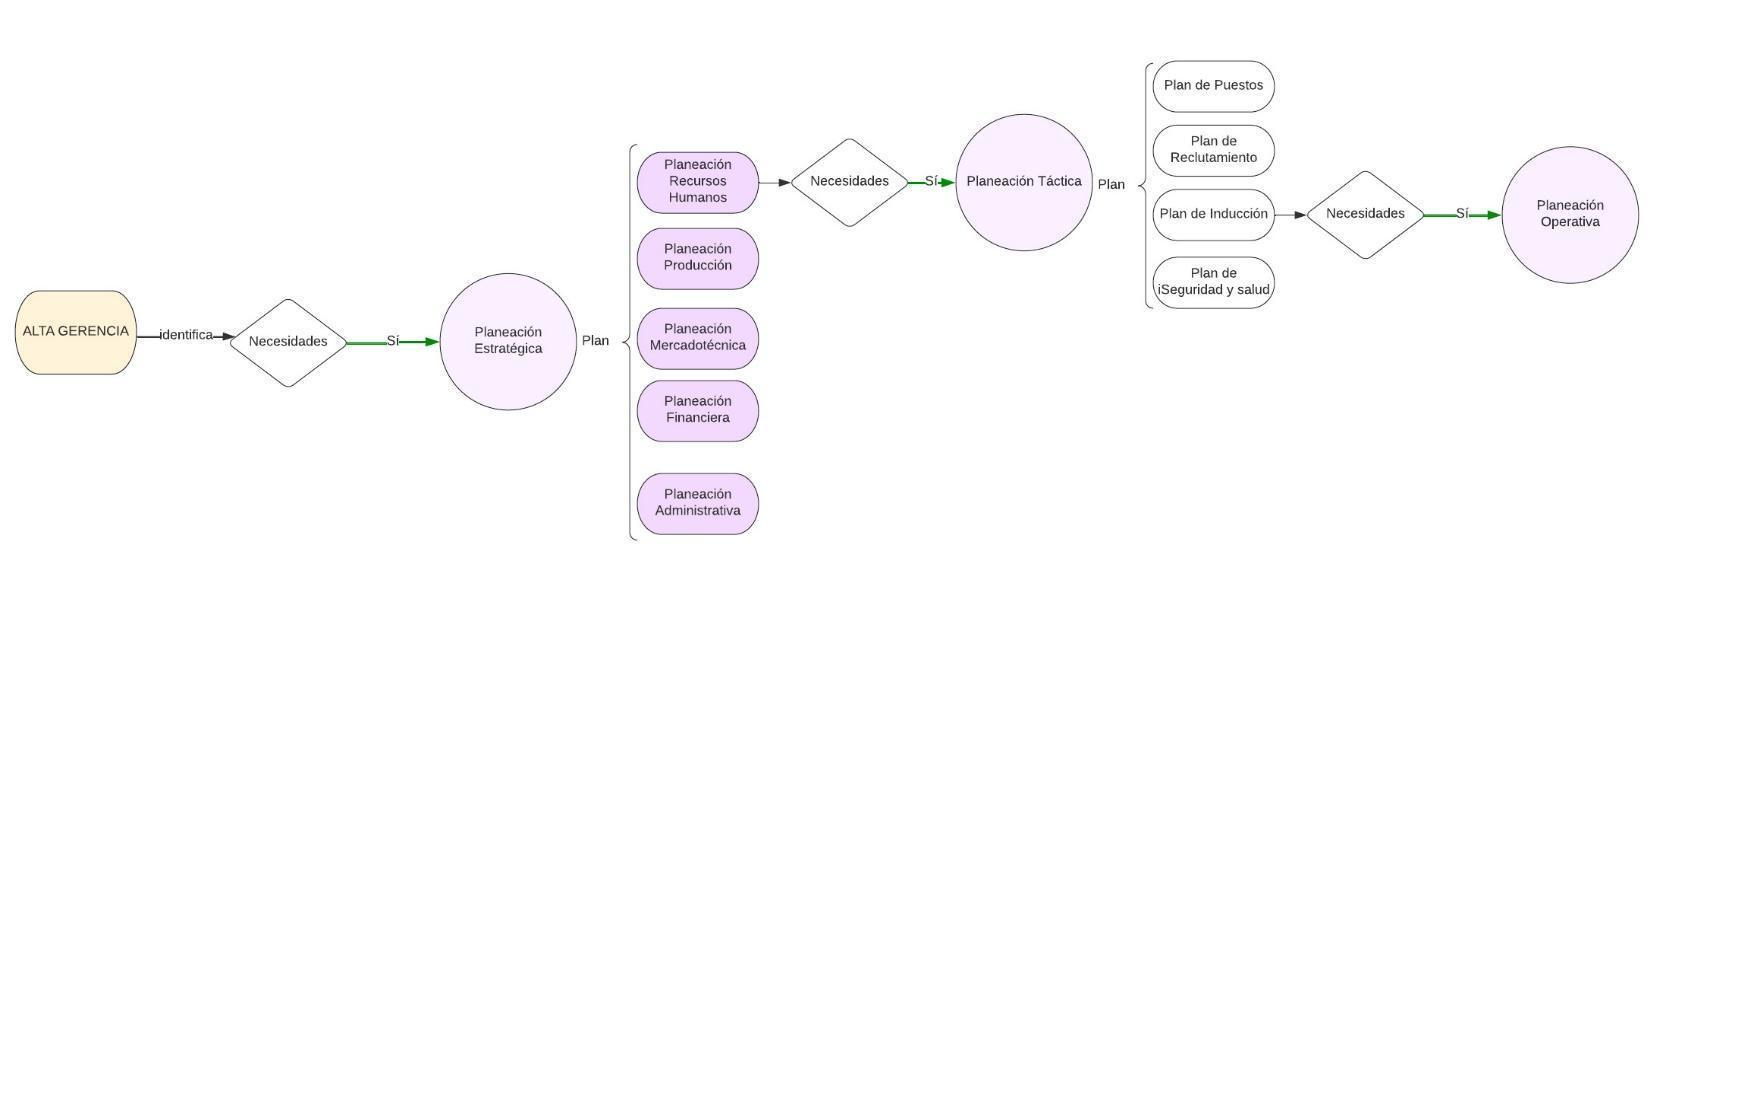 ALTA GERENCIA
identifica
Necesidades
Sí
Planeación
Estratégica
Plan
Planeación
Recursos
Humanos
Planeación
Producción
Planeación
Mercadotécnica
Planeación
Financiera
Planeación
Administrativa
Necesidades
Sí
Planeación Táctica
Plan
Plan de Puestos
Plan de
Reclutamiento
Plan de Inducción
Plan de
iSeguridad y salud
Necesidades
Sí
Planeación
Operativa